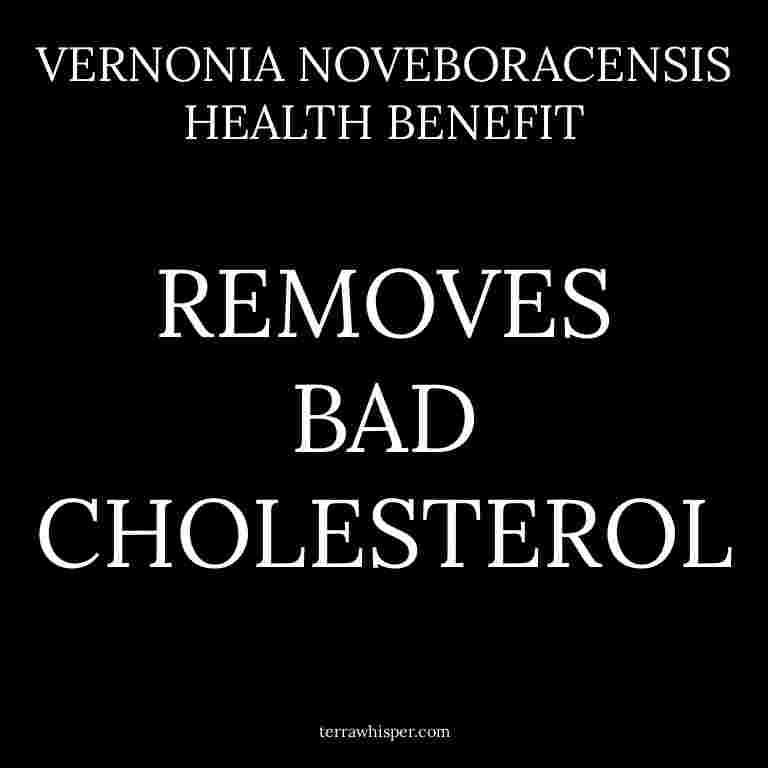 VERNONIA NOVEBORACENSIS
HEALTH BENEFIT
REMOVES
BAD
CHOLESTEROL
terrawhisper.com